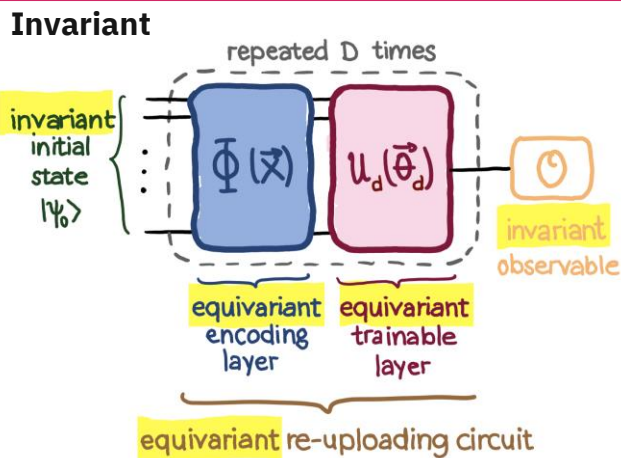 Invariant
repeated D times
invariant
initial
state
|ψ₀⟩
Φ(x⃗)
U_d(θ⃗_d)
O
invariant
observable
equivariant
encoding
layer
equivariant
trainable
layer
equivariant re-uploading circuit